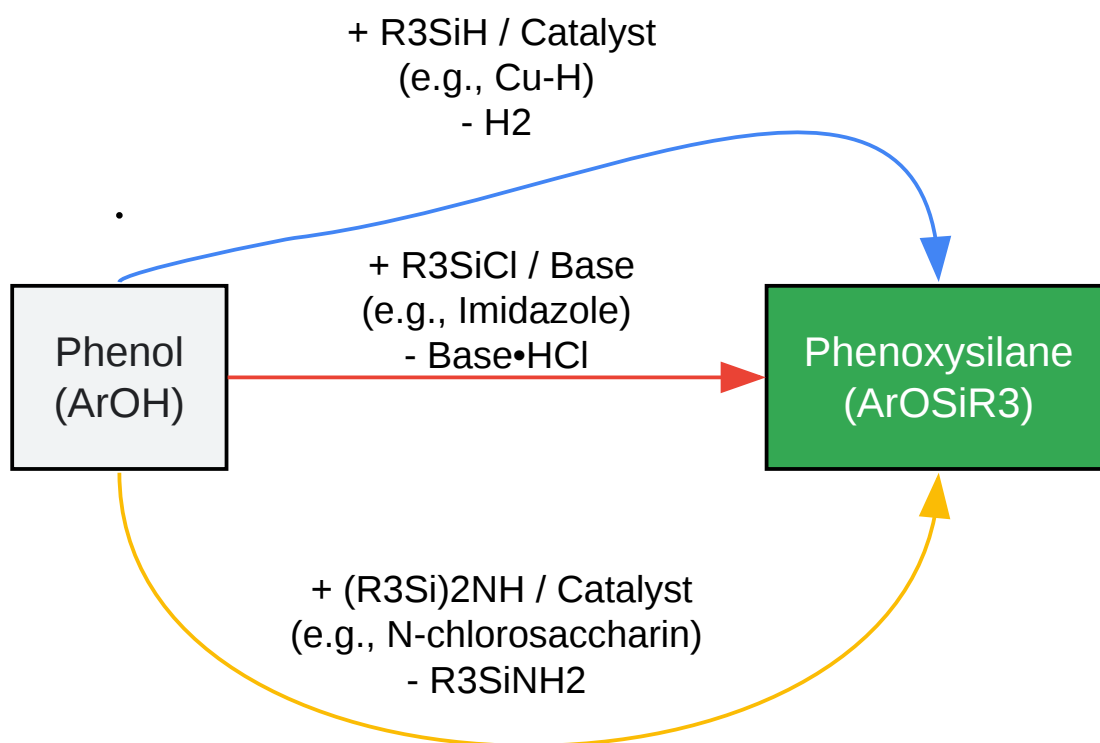 + R3SiH / Catalyst
(e.g., Cu-H)
- H2
+ R3SiCl / Base
(e.g., Imidazole)
- Base•HCl
Phenol
(ArOH)
Phenoxysilane
(ArOSiR3)
+ (R3Si)2NH / Catalyst
(e.g., N-chlorosaccharin)
- R3SiNH2